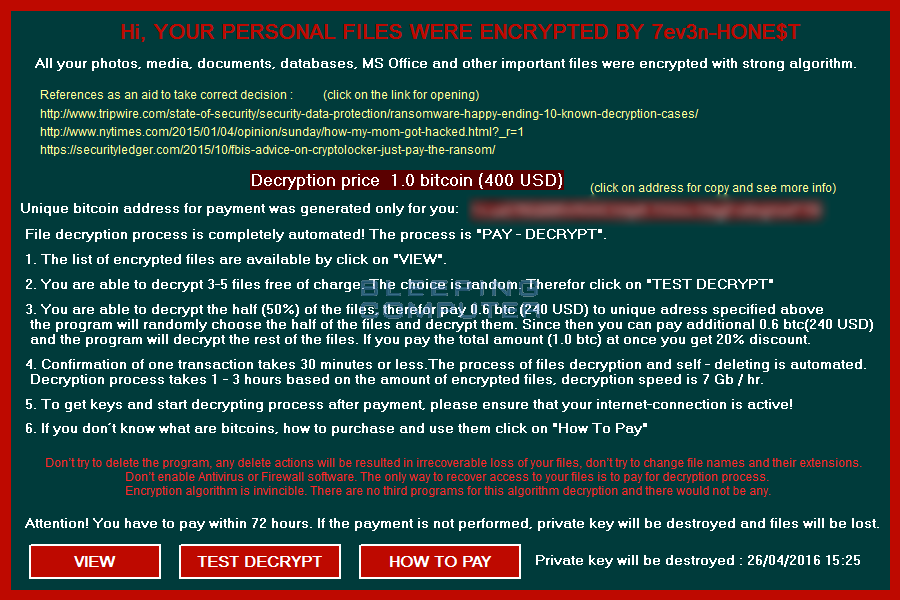 Hi, YOUR PERSONAL FILES WERE ENCRYPTED BY 7ev3n-HONE$T
All your photos, media, documents, databases, MS Office and other important files were encrypted with strong algorithm.
References as an aid to take correct decision : (click on the link for opening)
http://www.tripwire.com/state-of-security/security-data-protection/ransomware-happy-ending-10-known-decryption-cases/
http://www.nytimes.com/2015/01/04/opinion/sunday/how-my-mom-got-hacked.html?_r=1
https://securityledger.com/2015/10/fbis-advice-on-cryptolocker-just-pay-the-ransom/
Decryption price 1.0 bitcoin (400 USD)
(click on address for copy and see more info)
Unique bitcoin address for payment was generated only for you:
File decryption process is completely automated! The process is "PAY - DECRYPT".
1. The list of encrypted files are available by click on "VIEW".
2. You are able to decrypt 3-5 files free of charge. The choice is random. Therefor click on "TEST DECRYPT"
BLEEPING
COMPUTER
3. You are able to decrypt the half (50%) of the files, therefor pay 0.6 btc (240 USD) to unique adress specified above
the program will randomly choose the half of the files and decrypt them. Since then you can pay additional 0.6 btc(240 USD)
and the program will decrypt the rest of the files. If you pay the total amount (1.0 btc) at once you get 20% discount.
4. Confirmation of one transaction takes 30 minutes or less.The process of files decryption and self - deleting is automated.
Decryption process takes 1 - 3 hours based on the amount of encrypted files, decryption speed is 7 Gb / hr.
5. To get keys and start decrypting process after payment, please ensure that your internet-connection is active!
6. If you don´t know what are bitcoins, how to purchase and use them click on "How To Pay"
Don't try to delete the program, any delete actions will be resulted in irrecoverable loss of your files, don't try to change file names and their extensions.
Don't enable Antivirus or Firewall software. The only way to recover access to your files is to pay for decryption process.
Encryption algorithm is invincible. There are no third programs for this algorithm decryption and there would not be any.
Attention! You have to pay within 72 hours. If the payment is not performed, private key will be destroyed and files will be lost.
VIEW
TEST DECRYPT
HOW TO PAY
Private key will be destroyed : 26/04/2016 15:25